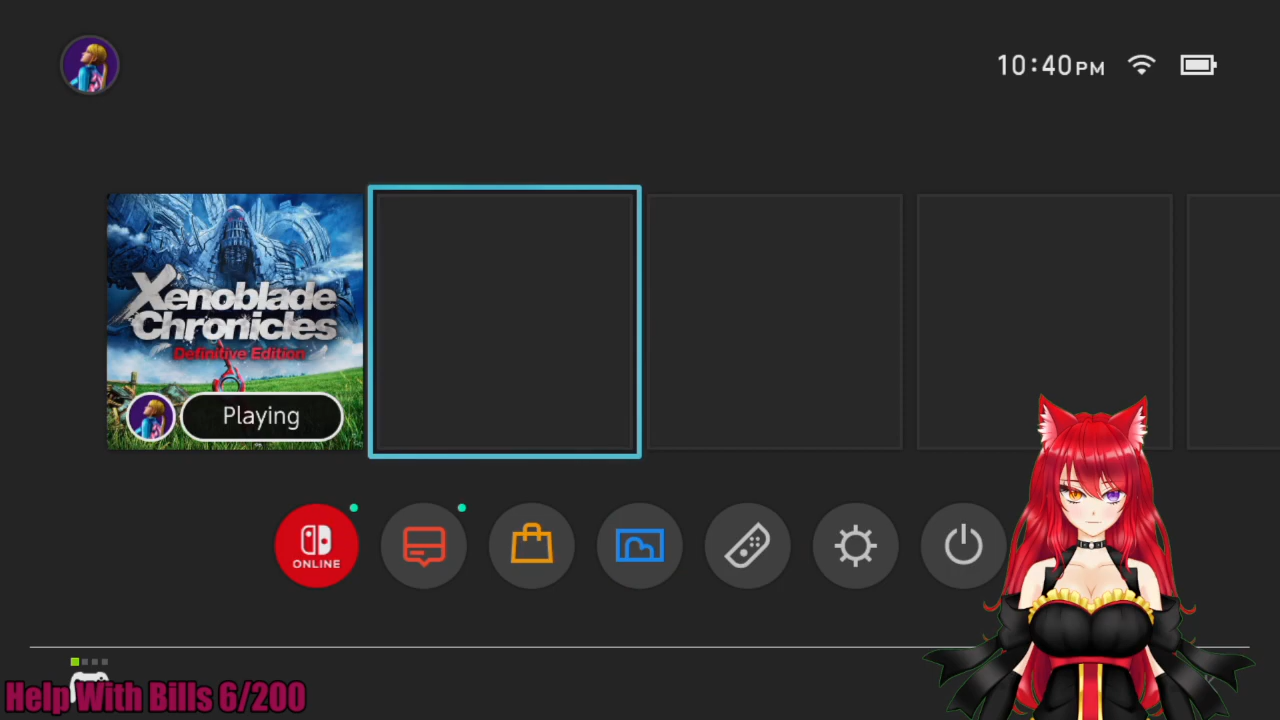 10:40PM
Xenoblade
Chronicles
Definitive Edition
Playing
ONLINE
Help With Bills 6/200